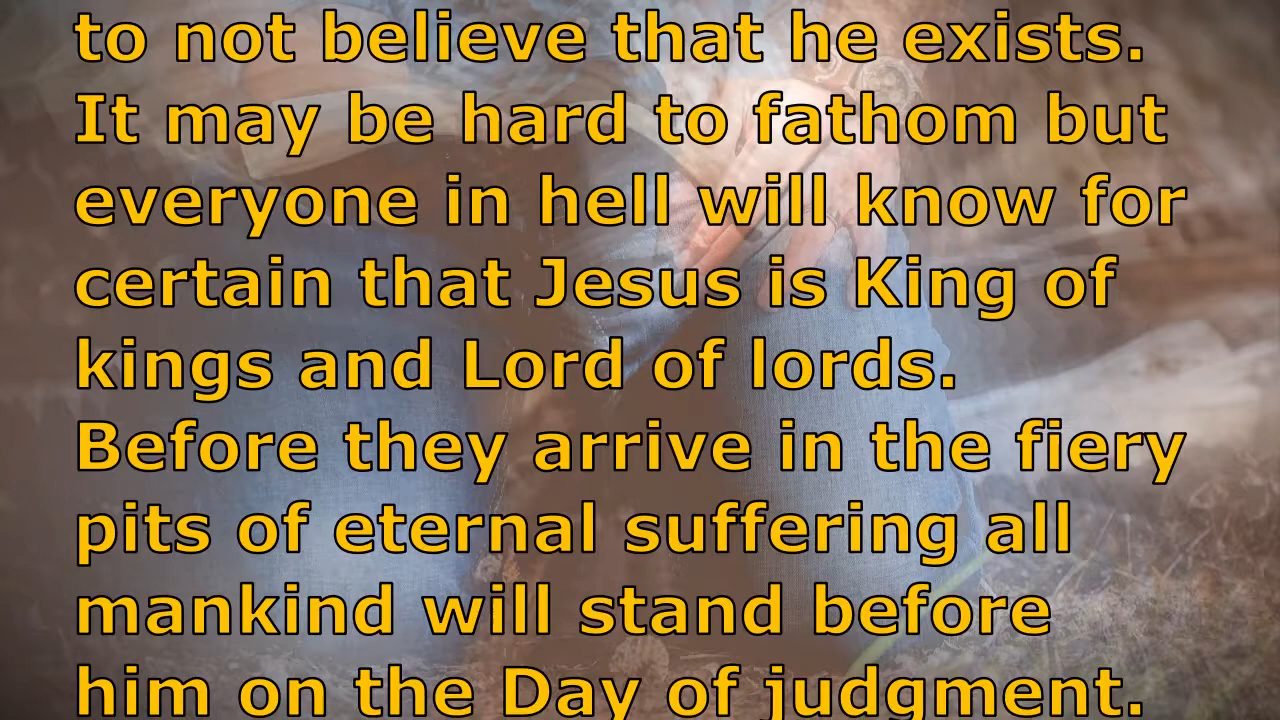 to not believe that he exists.
It may be hard to fathom but
everyone in hell will know for
certain that Jesus is King of
kings and Lord of lords.
Before they arrive in the fiery
pits of eternal suffering all
mankind will stand before
him on the Day of judgment.